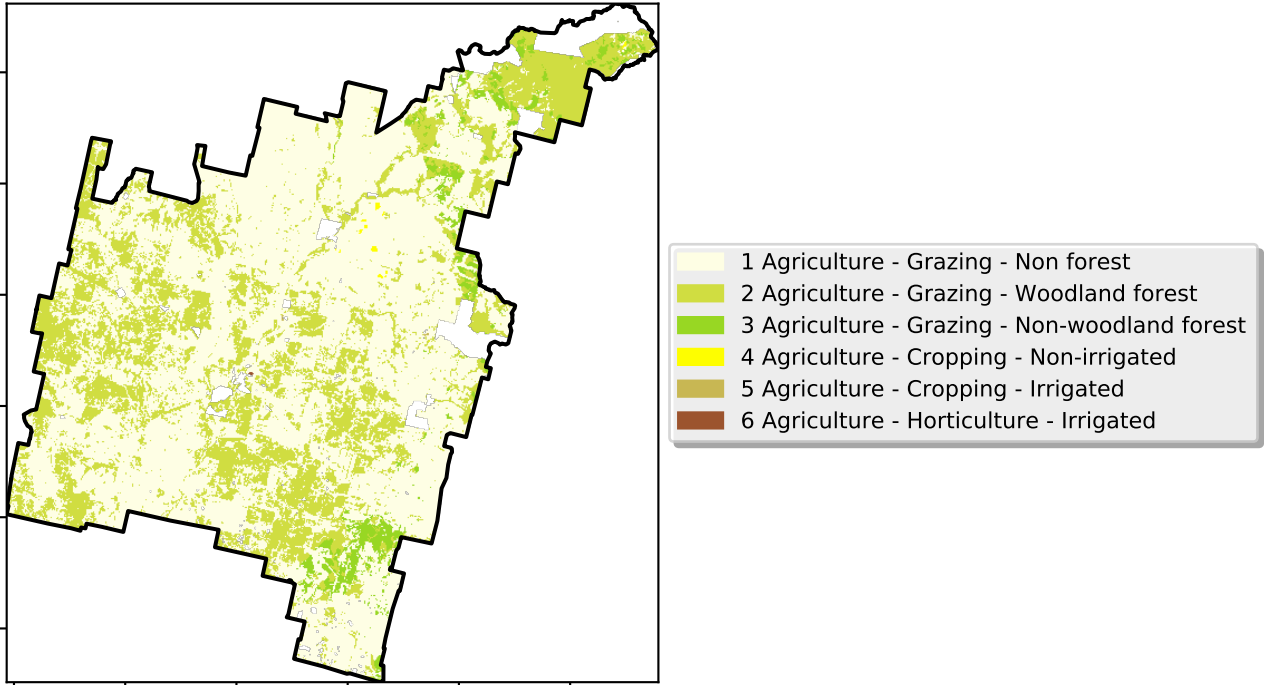 1 Agriculture - Grazing - Non forest
2 Agriculture - Grazing - Woodland forest
3 Agriculture - Grazing - Non-woodland forest
4 Agriculture - Cropping - Non-irrigated
5 Agriculture - Cropping - Irrigated
6 Agriculture - Horticulture - Irrigated